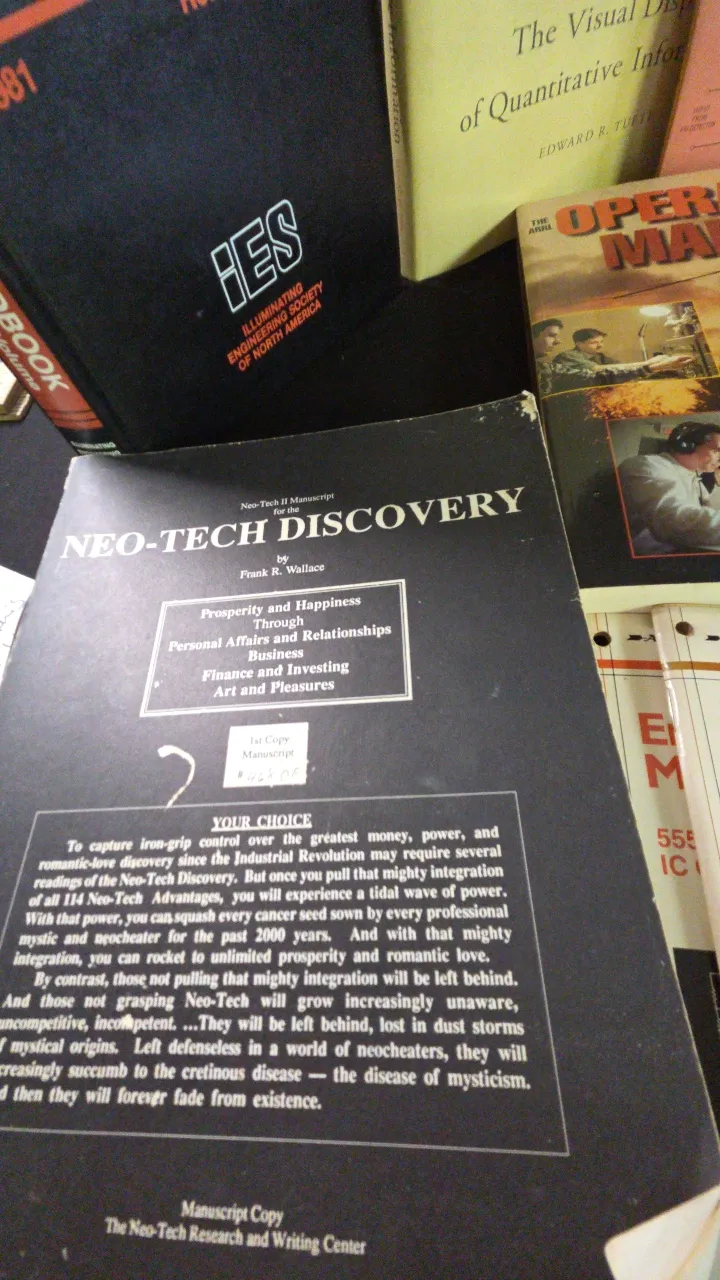 981
iES
ILLUMINATING
ENGINEERING SOCIETY
OF NORTH AMERICA
The Visual
of Quantitative
EDWARD R.
THE
ARRL
Neo-Tech II Manuscript
for the
NEO-TECH DISCOVERY
by
Frank R. Wallace
Prosperity and Happiness
Through
Personal Affairs and Relationships
Business
Finance and Investing
Art and Pleasures
1st Copy
Manuscript
YOUR CHOICE
To capture iron-grip control over the greatest money, power, and
romantic-love discovery since the Industrial Revolution may require several
readings of the Neo-Tech Discovery. But once you pull that mighty integration
of all 114 Neo-Tech Advantages, you will experience a tidal wave of power.
With that power, you can squash every cancer seed sown by every professional
mystic and neocheater for the past 2000 years. And with that mighty
integration, you can rocket to unlimited prosperity and romantic love.
By contrast, those not pulling that mighty integration will be left behind.
And those not grasping Neo-Tech will grow increasingly unaware,
uncompetitive, incompetent. ...They will be left behind, lost in dust storms
f mystical origins. Left defenseless in a world of neocheaters, they will
creasingly succumb to the cretinous disease — the disease of mysticism.
d then they will forever fade from existence.
Manuscript Copy
The Neo-Tech Research and Writing Center
555
IC